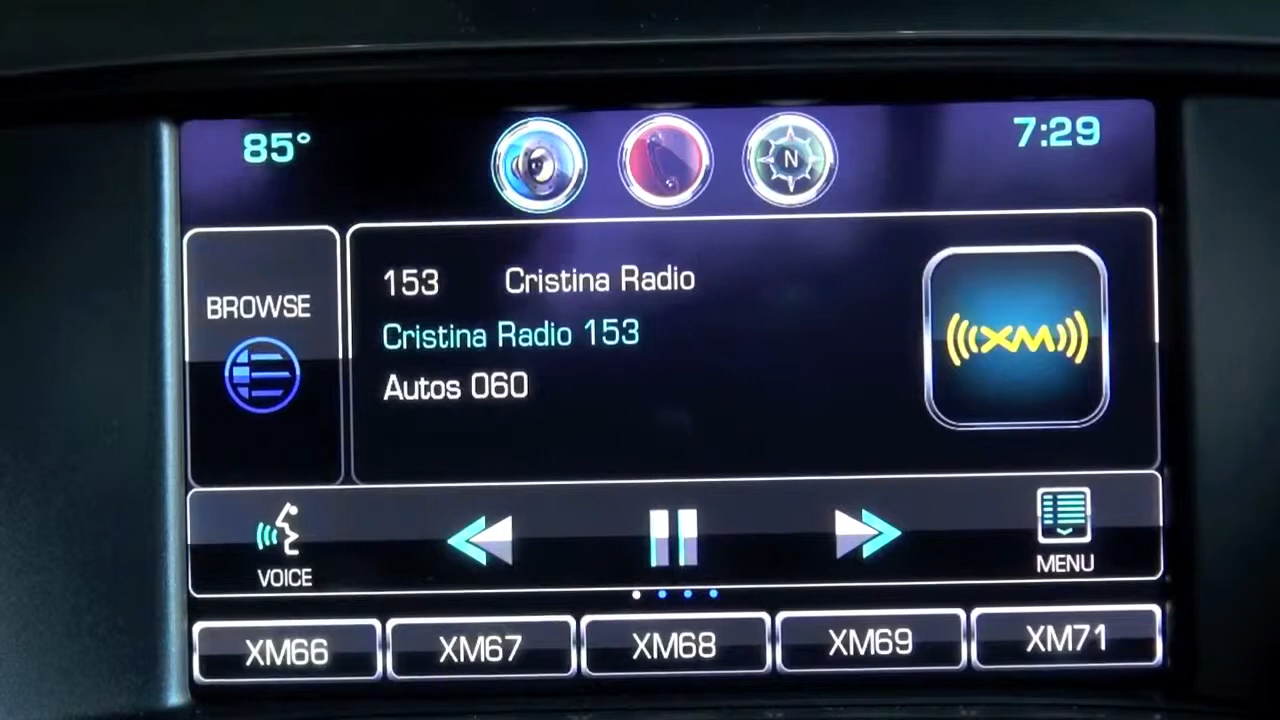 85° 7:29
N
BROWSE
153 Cristina Radio
Cristina Radio 153
Autos 060
XM
VOICE
MENU
XM66 XM67 XM68 XM69 XM71